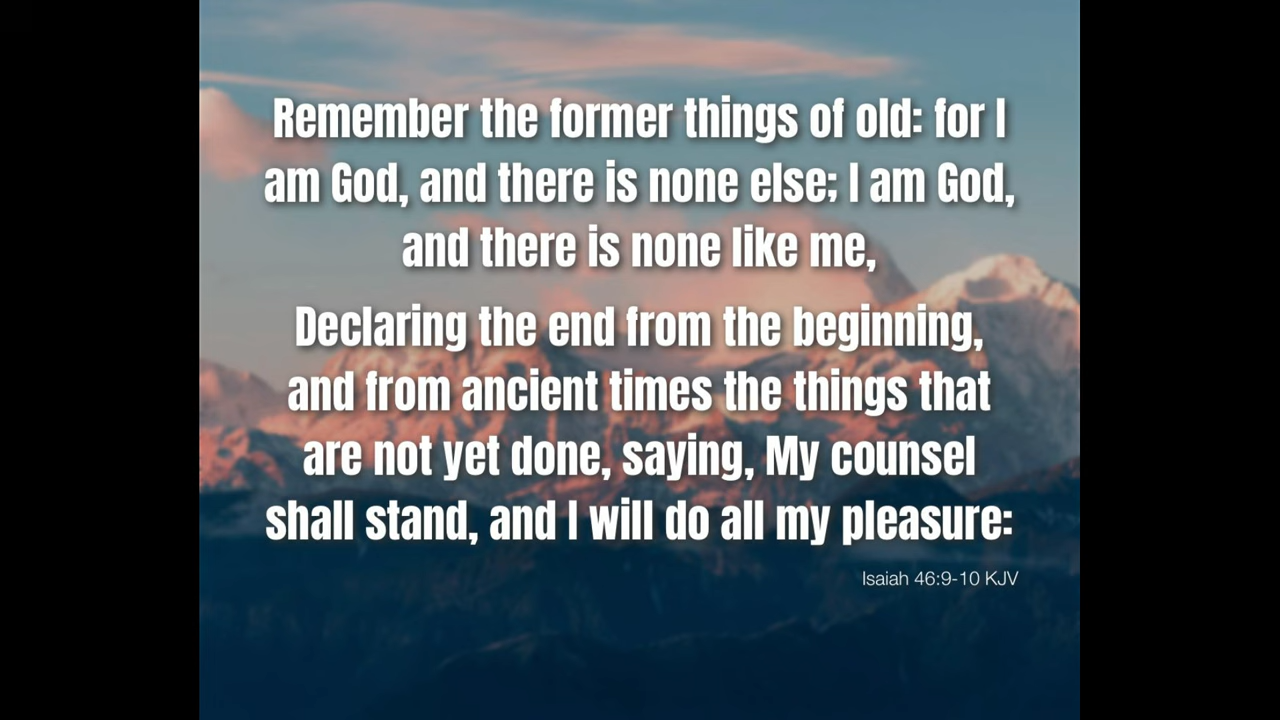 Remember the former things of old: for I
am God, and there is none else; I am God,
and there is none like me,
Declaring the end from the beginning,
and from ancient times the things that
are not yet done, saying, My counsel
shall stand, and I will do all my pleasure:
Isaiah 46:9-10 KJV